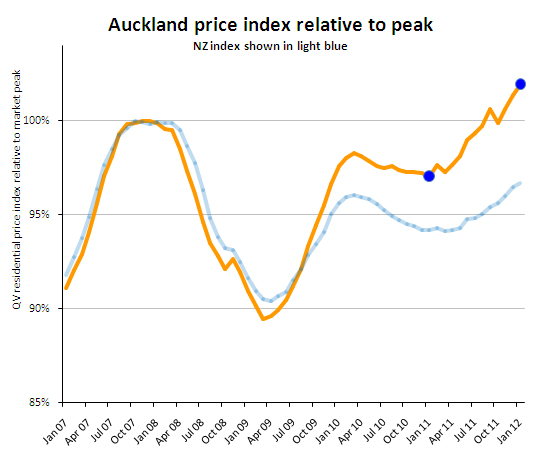 Auckland price index relative to peak
NZ index shown in light blue
QV residential price index relative to market peak
100%
95%
90%
85%
Jan 07
Apr 07
Jul 07
Oct 07
Jan 08
Apr 08
Jul 08
Oct 08
Jan 09
Apr 09
Jul 09
Oct 09
Jan 10
Apr 10
Jul 10
Oct 10
Jan 11
Apr 11
Jul 11
Oct 11
Jan 12